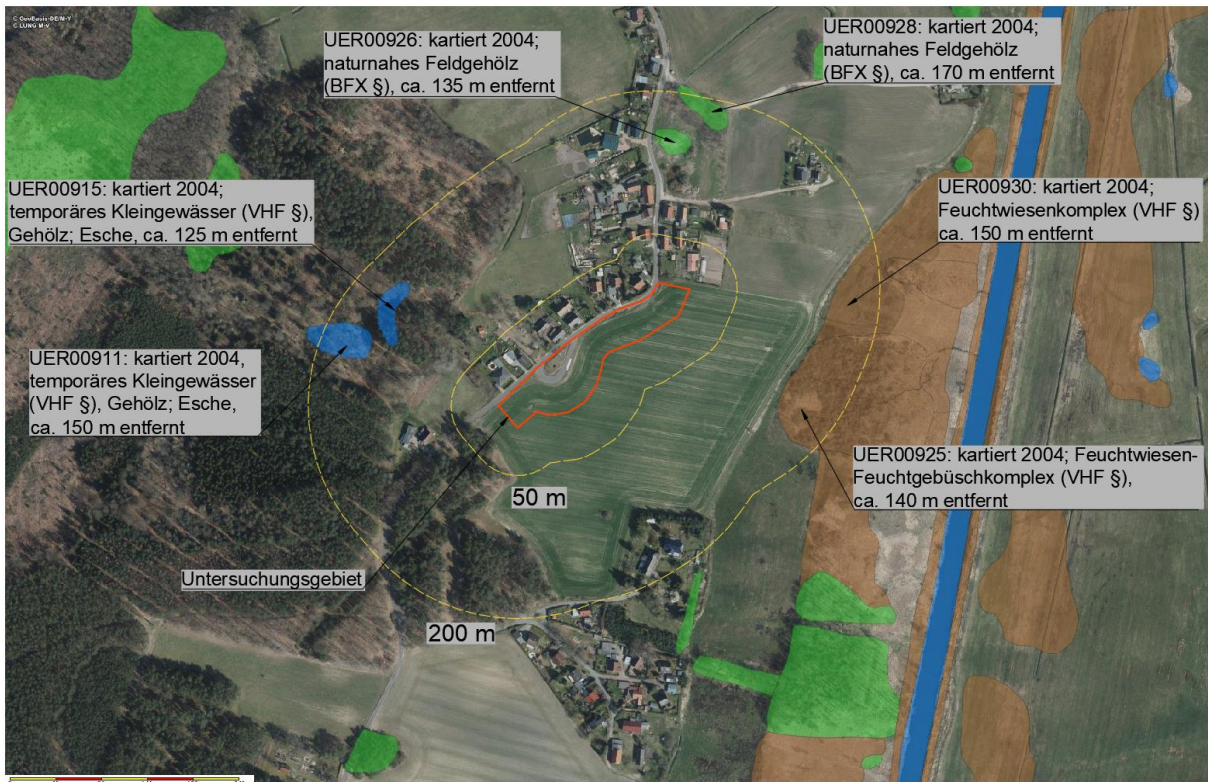 © GeoBasis-DE/M-V
© LUNG M-V
UER00926: kartiert 2004;
naturnahes Feldgehölz
(BFX §), ca. 135 m entfernt
UER00928: kartiert 2004;
naturnahes Feldgehölz
(BFX §), ca. 170 m entfernt
UER00915: kartiert 2004;
temporäres Kleingewässer (VHF §),
Gehölz; Esche, ca. 125 m entfernt
UER00930: kartiert 2004;
Feuchtwiesenkomplex (VHF §)
ca. 150 m entfernt
UER00911: kartiert 2004,
temporäres Kleingewässer
(VHF §), Gehölz; Esche,
ca. 150 m entfernt
UER00925: kartiert 2004; Feuchtwiesen-
Feuchtgebüschkomplex (VHF §),
ca. 140 m entfernt
50 m
Untersuchungsgebiet
200 m